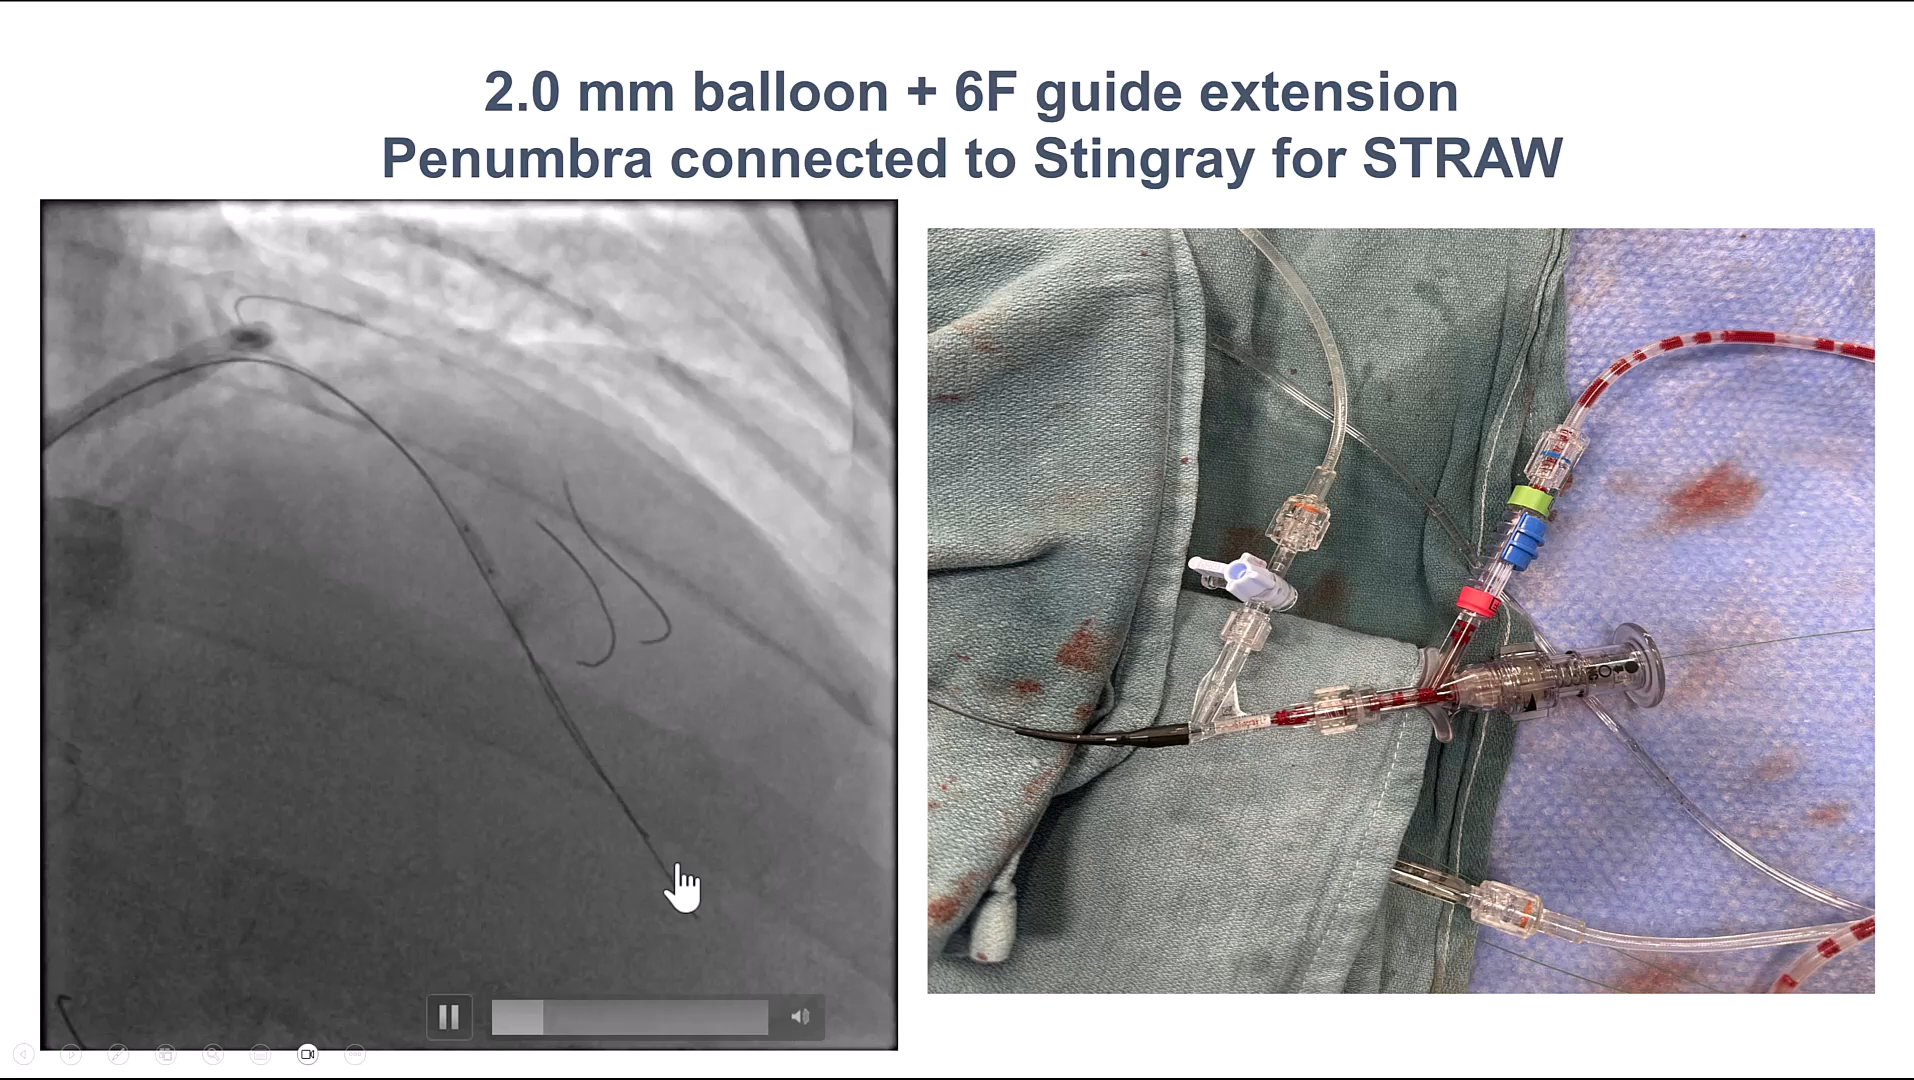 2.0 mm balloon + 6F guide extension
Penumbra connected to Stingray for STRAW